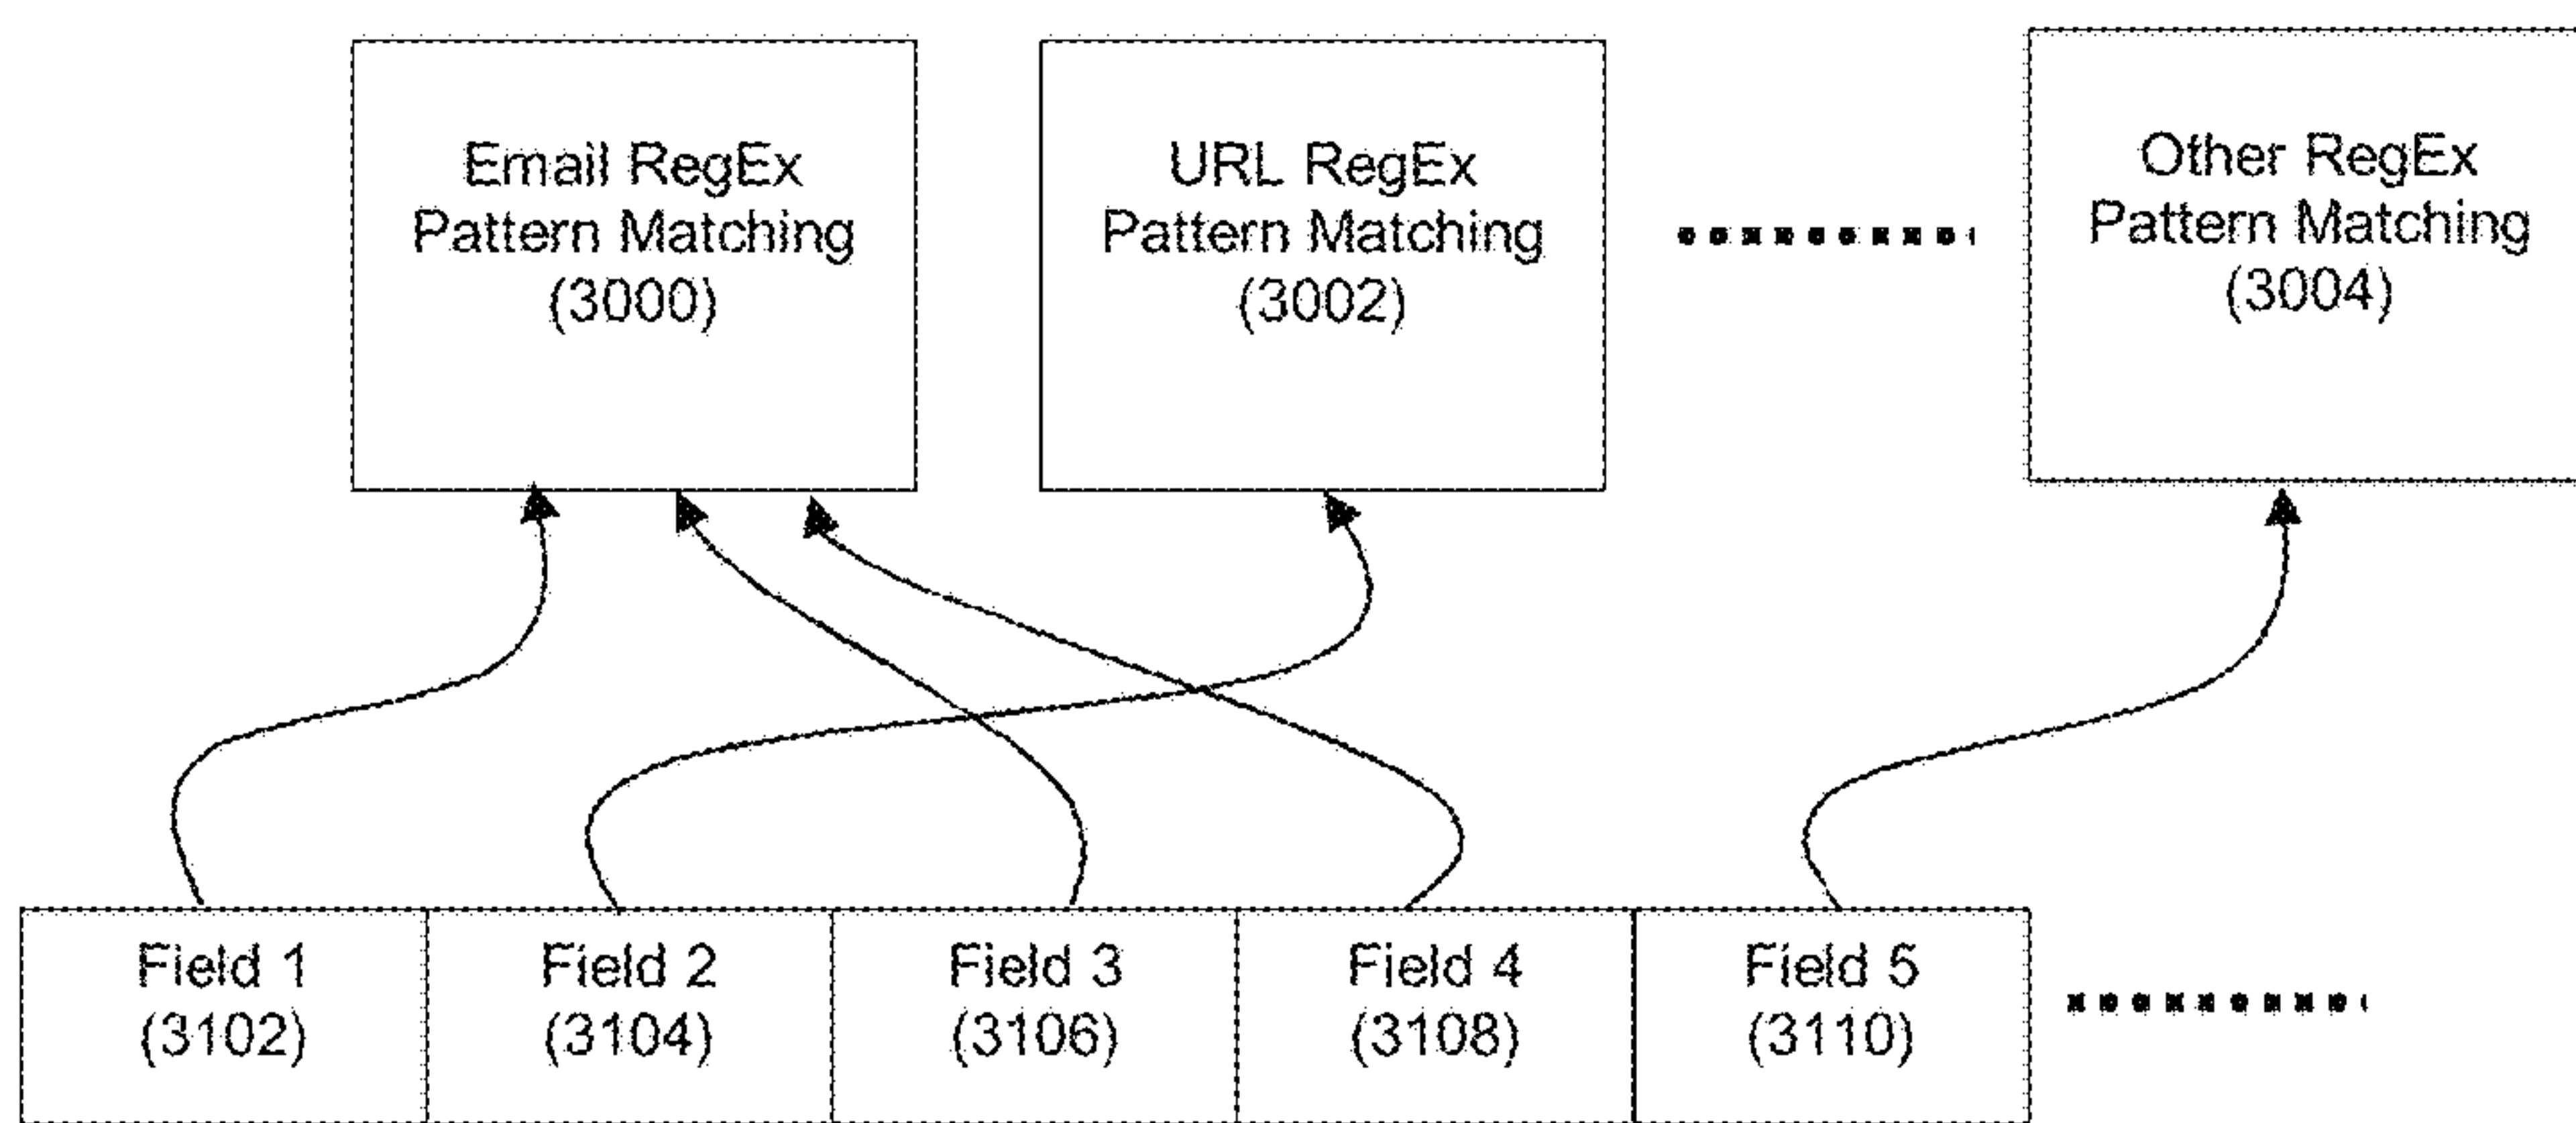 Email RegEx
Pattern Matching
(3000)
URL RegEx
Pattern Matching
(3002)
Other RegEx
Pattern Matching
(3004)
Field 1
(3102)
Field 2
(3104)
Field 3
(3106)
Field 4
(3108)
Field 5
(3110)